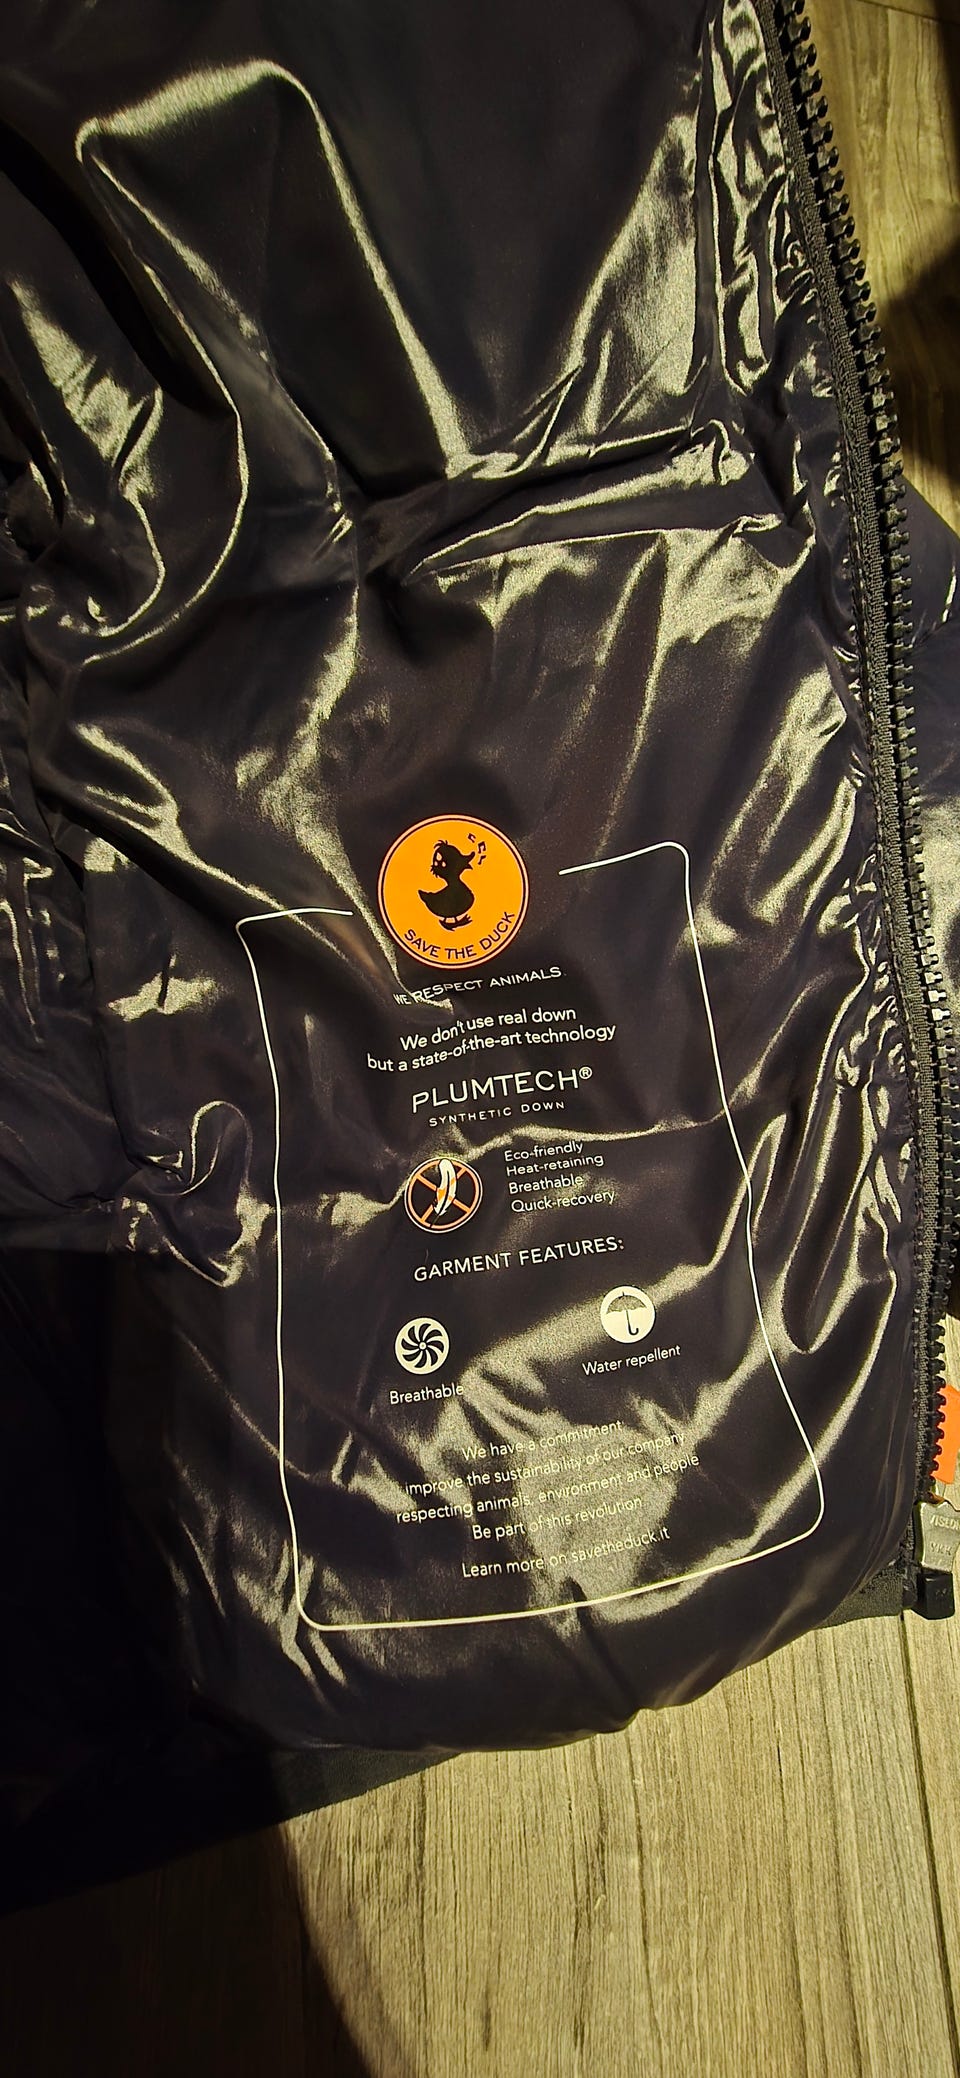 SAVE THE DUCK
WE RESPECT ANIMALS.
We don't use real down
but a state-of-the-art technology
PLUMTECH®
SYNTHETIC DOWN
Eco-friendly
Heat-retaining
Breathable
Quick-recovery
GARMENT FEATURES:
Breathable
Water repellent
We have a commitment:
improve the sustainability of our company
respecting animals, environment and people
Be part of this revolution
Learn more on savetheduck.it